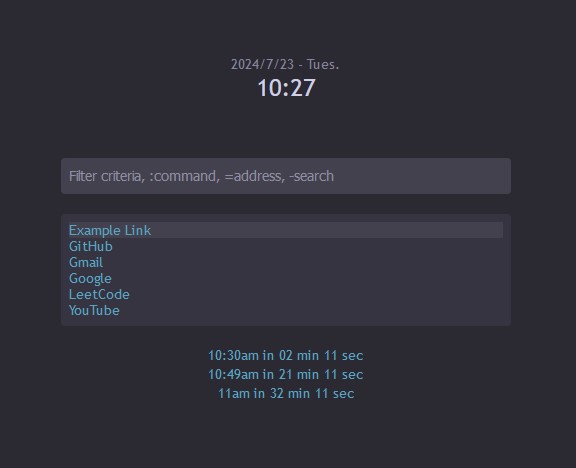 2024/7/23 - Tues.
10:27
Filter criteria, :command, =address, -search
Example Link
GitHub
Gmail
Google
LeetCode
YouTube
10:30am in 02 min 11 sec
10:49am in 21 min 11 sec
11am in 32 min 11 sec